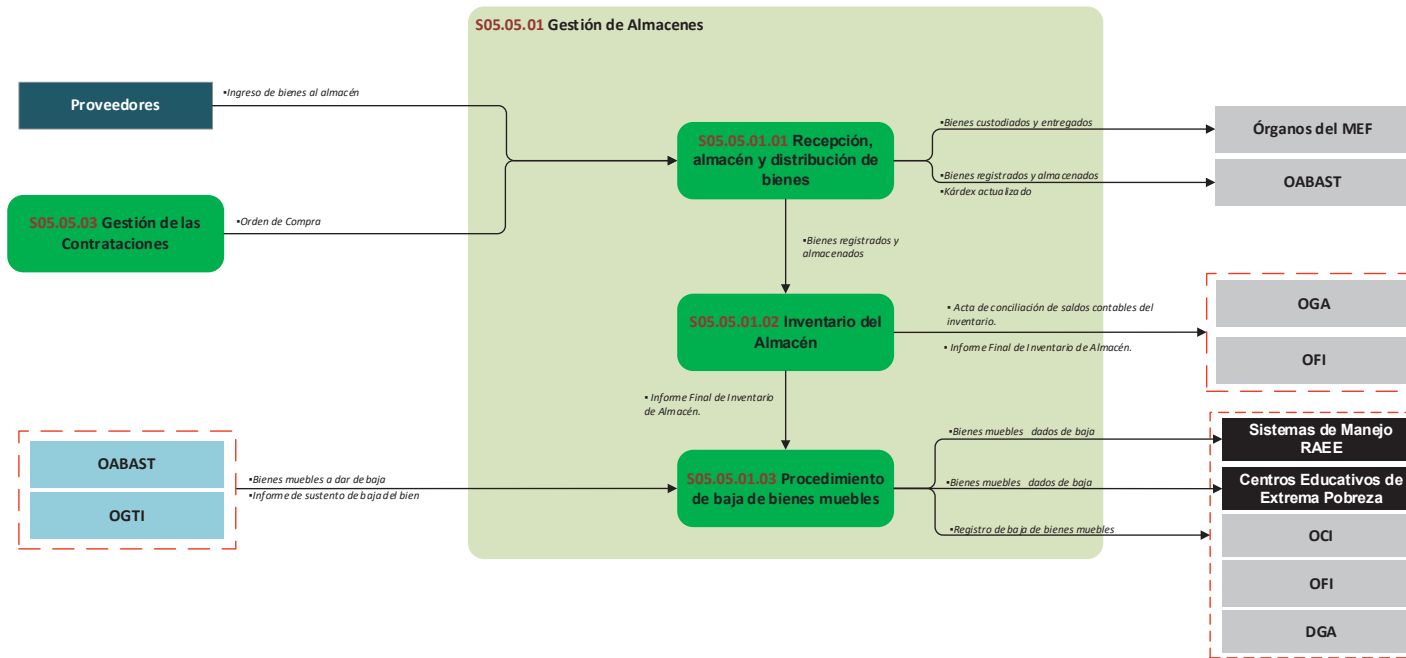 S05.05.01 Gestión de Almacenes
Proveedores
▪Ingreso de bienes al almacén
S05.05.03 Gestión de las
Contrataciones
▪Orden de Compra
S05.05.01.01 Recepción,
almacén y distribución de
bienes
▪Bienes custodiados y entregados
▪Bienes registrados y almacenados
▪Kárdex actualizado
Órganos del MEF
OABAST
▪Bienes registrados y
almacenados
S05.05.01.02 Inventario del
Almacén
▪ Acta de conciliación de saldos contables del
inventario.
▪ Informe Final de Inventario de Almacén.
OGA
OFI
▪ Informe Final de Inventario
de Almacén.
OABAST
OGTI
▪Bienes muebles a dar de baja
▪Informe de sustento de baja del bien
S05.05.01.03 Procedimiento
de baja de bienes muebles
▪Bienes muebles dados de baja
▪Bienes muebles dados de baja
▪Registro de baja de bienes muebles
Sistemas de Manejo
RAEE
Centros Educativos de
Extrema Pobreza
OCI
OFI
DGA